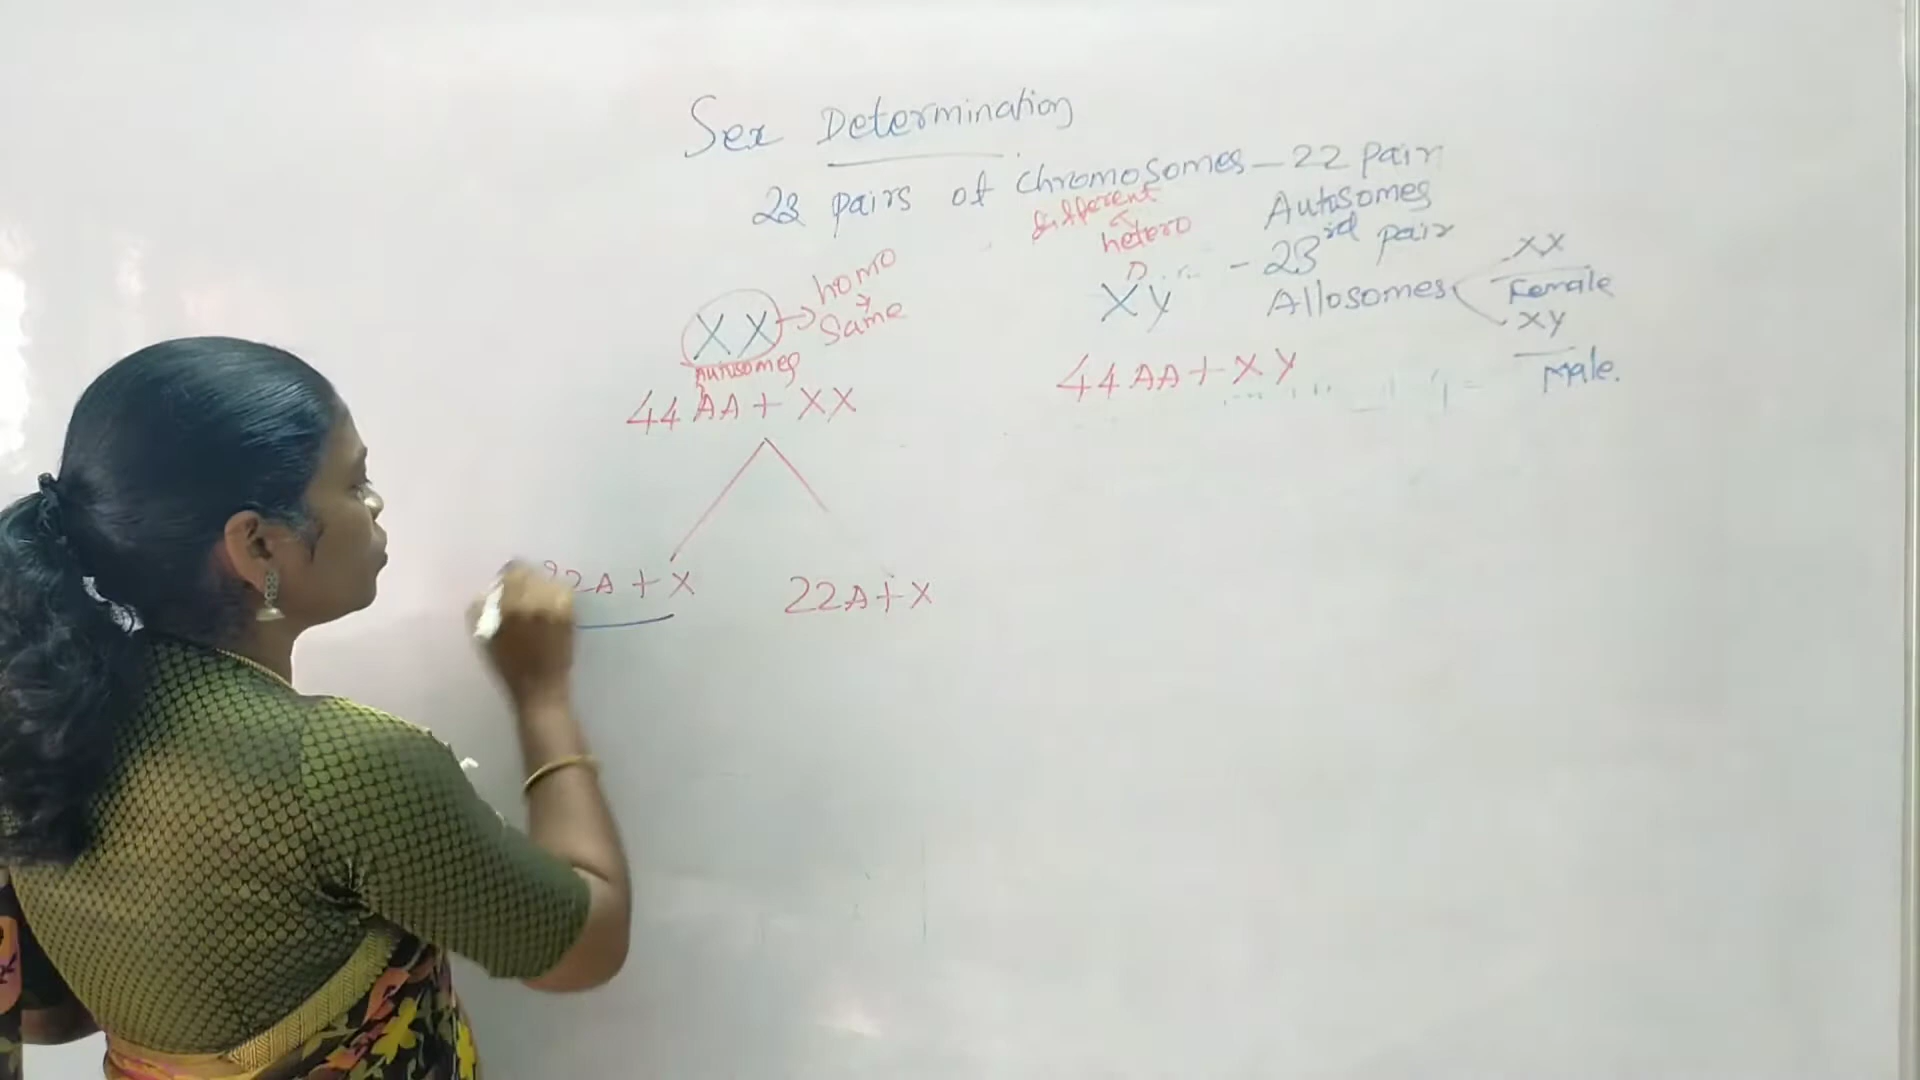 Sex Determination
23 pairs of chromosomes - 22 pair
Autosomes
- 23rd pair
Allosomes
XX
Female
XY
Male.
different
hetero
XY
44AA + XY
homo
Same
XX
Autosomes
44AA + XX
22A + X
22A + X